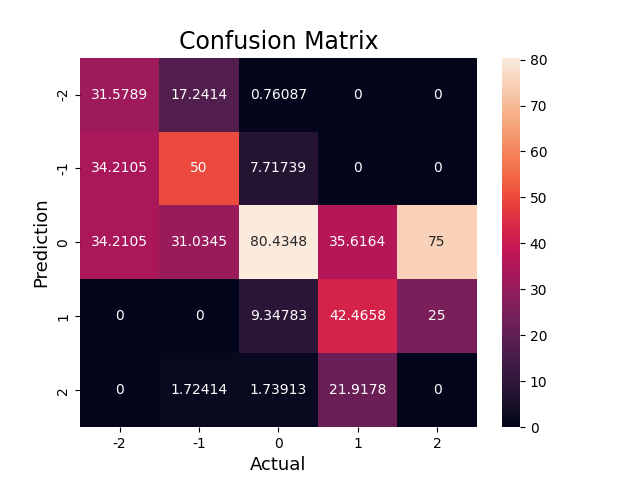 Confusion Matrix
-2 31.5789 17.2414 0.76087 0 0
-1 34.2105 50 7.71739 0 0
0 34.2105 31.0345 80.4348 35.6164 75
1 0 0 9.34783 42.4658 25
2 0 1.72414 1.73913 21.9178 0
-2 -1 0 1 2
Prediction
Actual
80
70
60
50
40
30
20
10
0